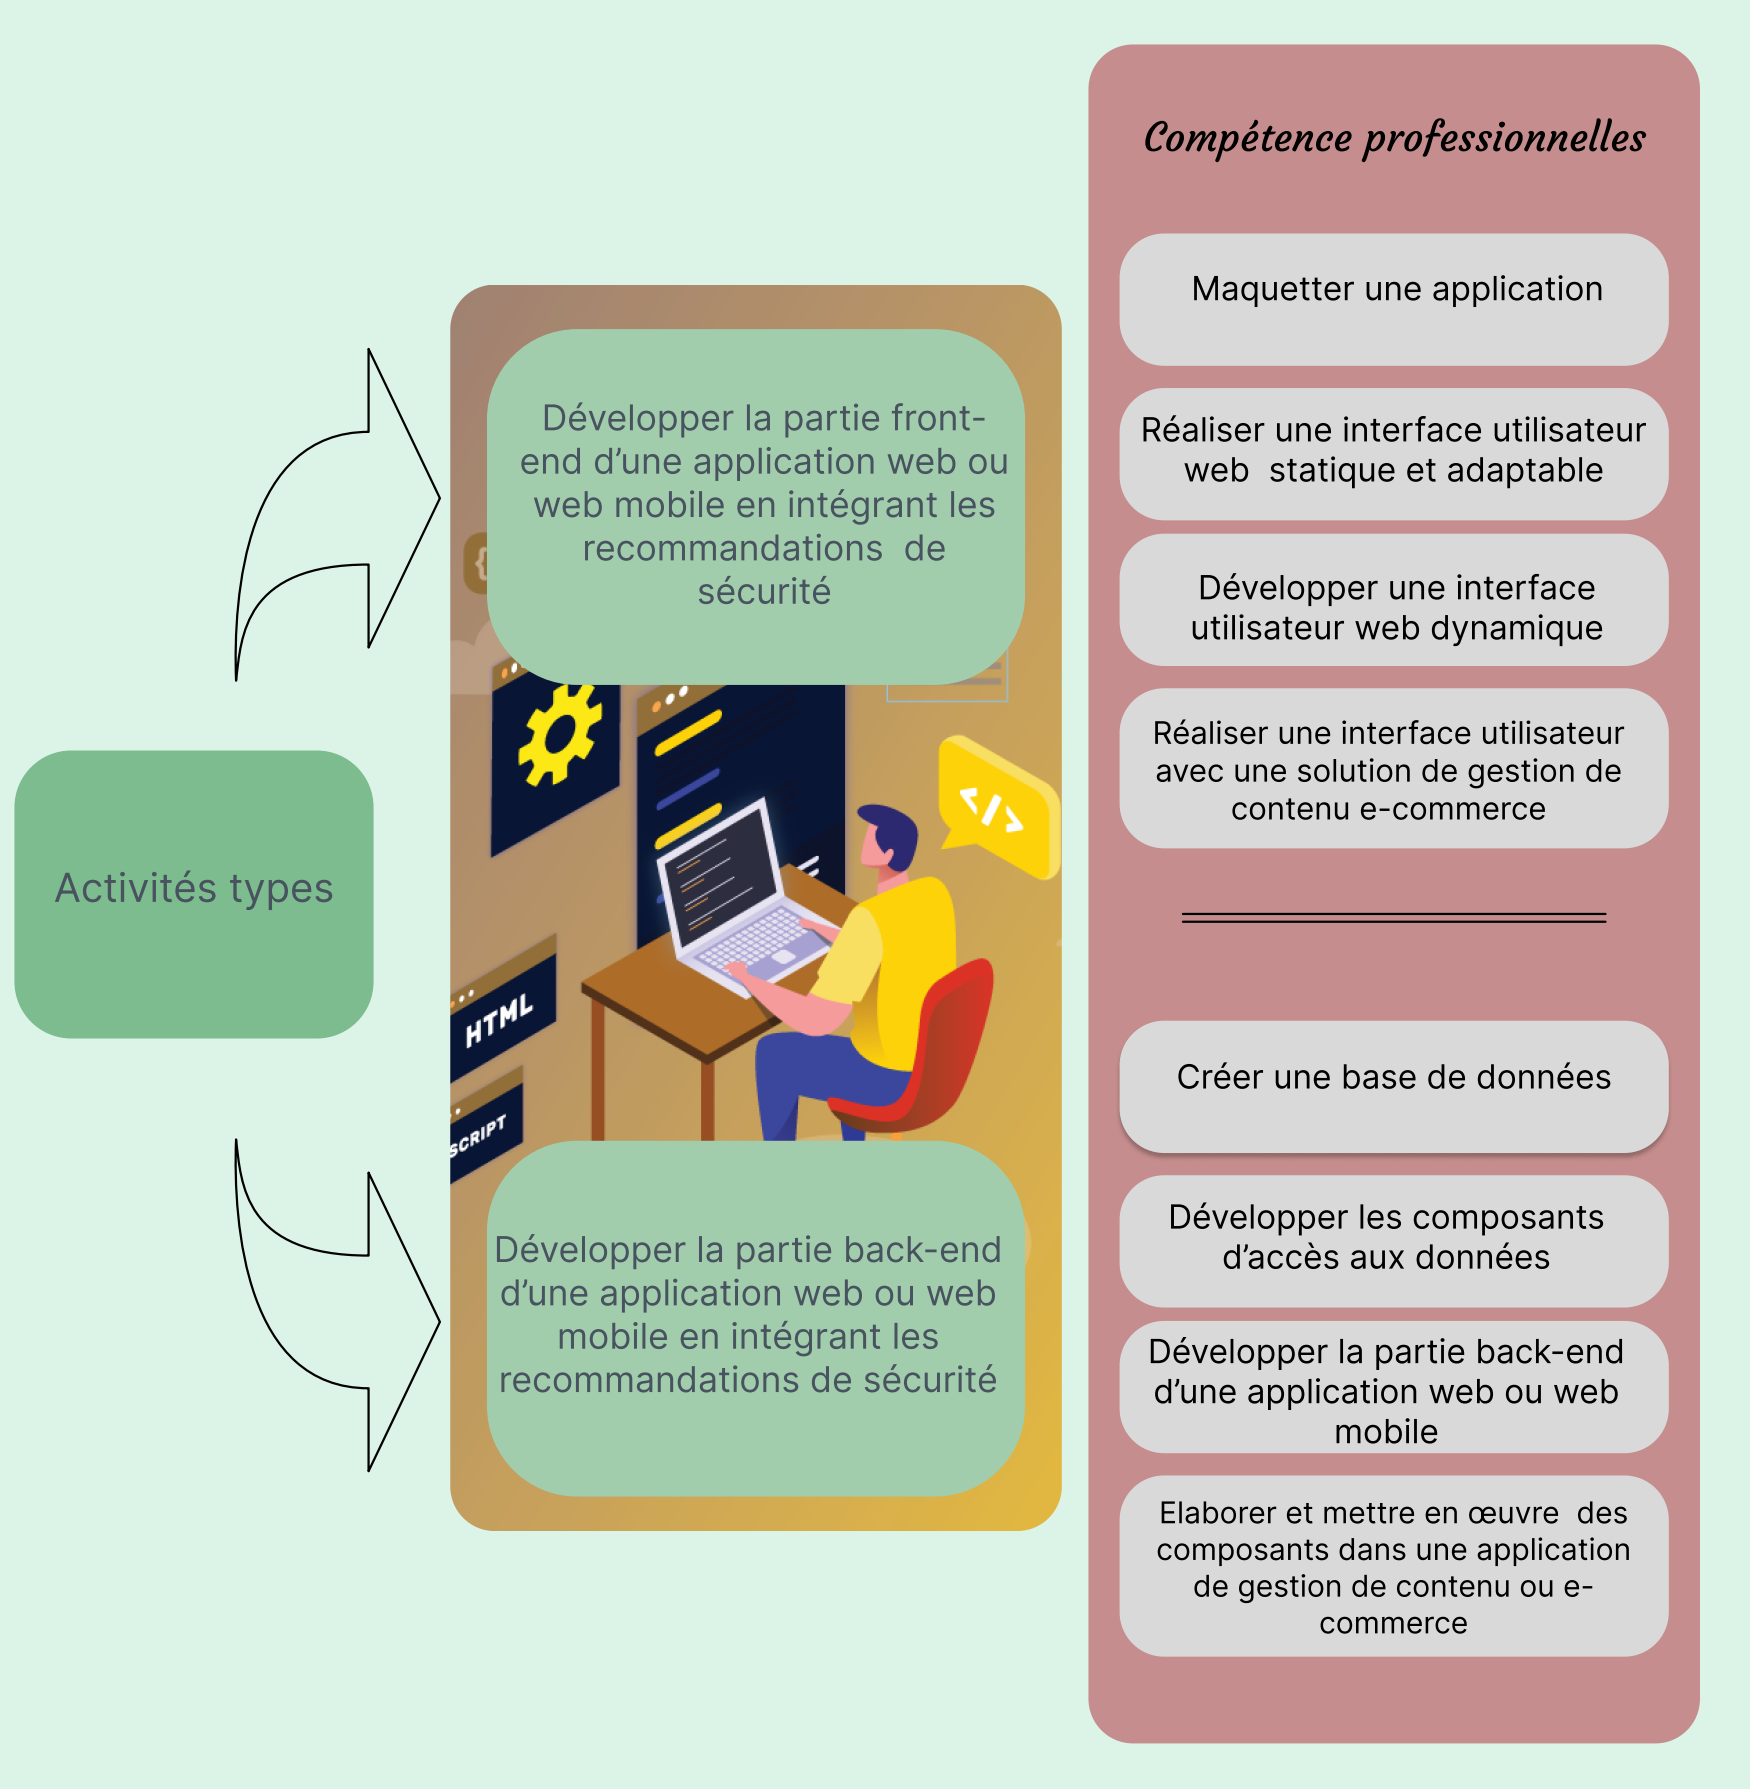 Activités types
Développer la partie front-
end d’une application web ou
web mobile en intégrant les
recommandations  de
sécurité
{
</>
HTML
SCRIPT
Développer la partie back-end
d’une application web ou web
mobile en intégrant les
recommandations de sécurité
Compétence professionnelles
Maquetter une application
Réaliser une interface utilisateur
web  statique et adaptable
Développer une interface
utilisateur web dynamique
Réaliser une interface utilisateur
avec une solution de gestion de
contenu e-commerce
Créer une base de données
Développer les composants
d’accès aux données
Développer la partie back-end
d’une application web ou web
mobile
Elaborer et mettre en œuvre  des
composants dans une application
de gestion de contenu ou e-
commerce